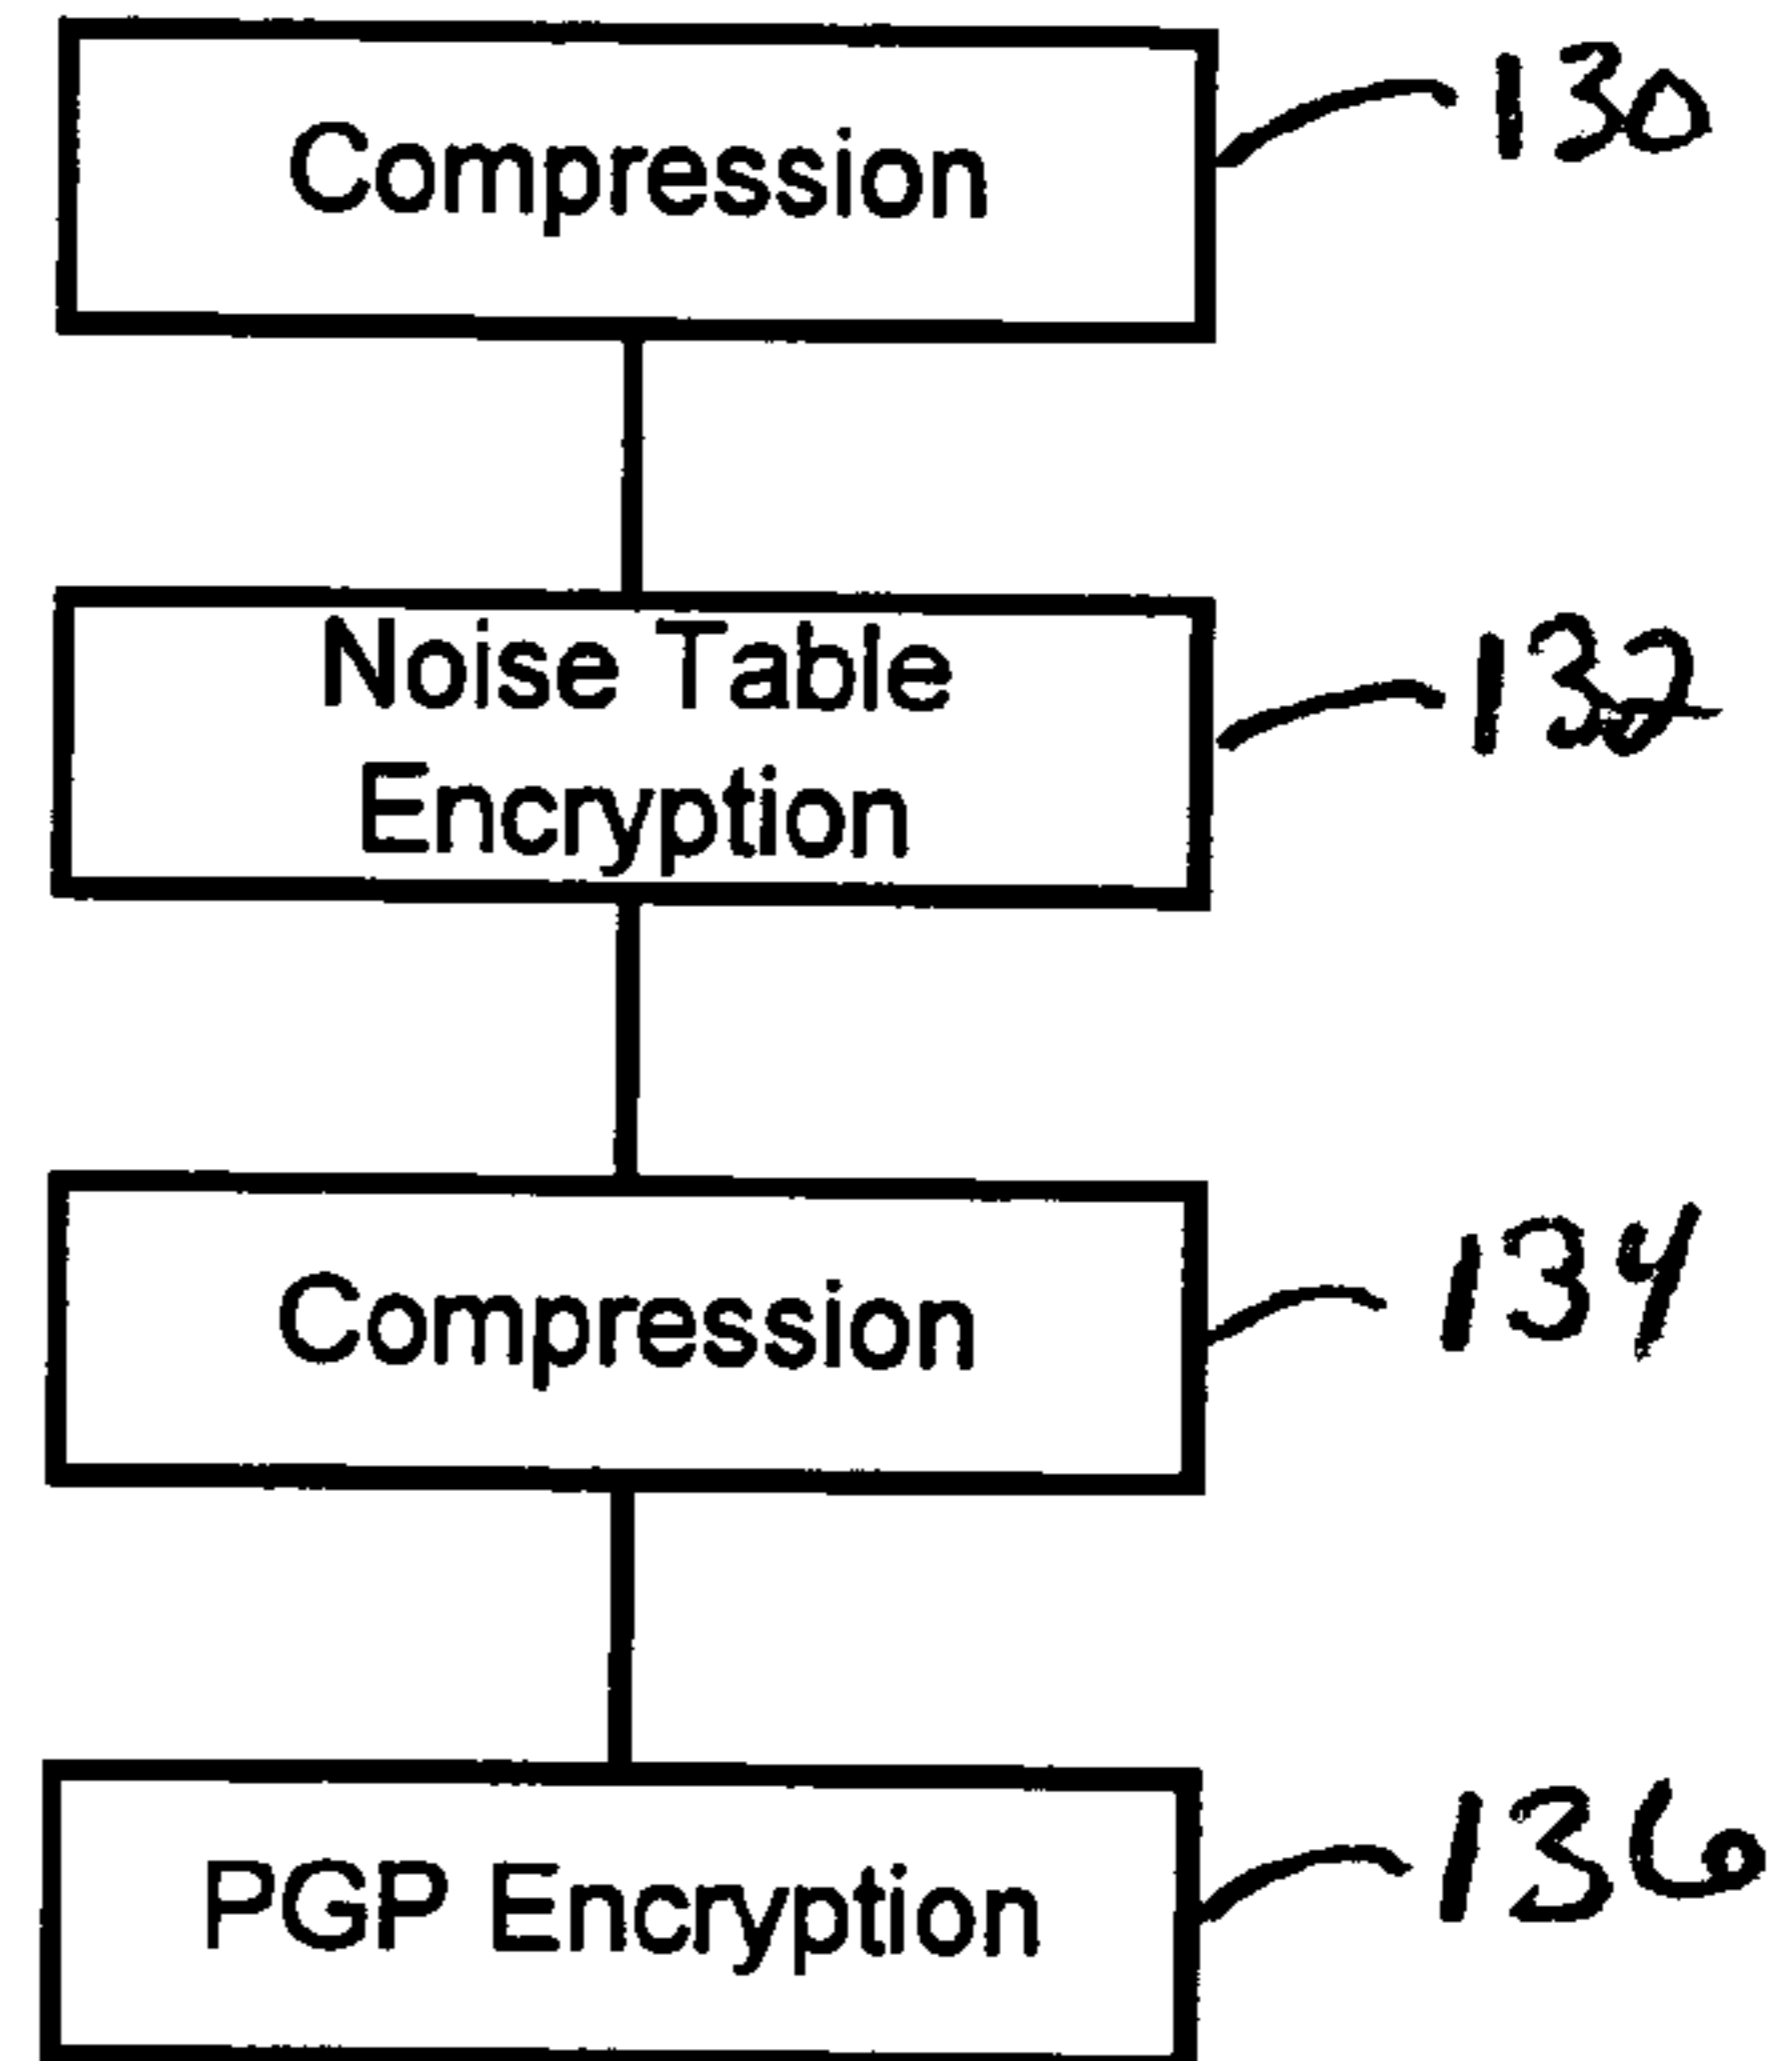 Compression
130
Noise Table
Encryption
132
Compression
134
PGP Encryption
136